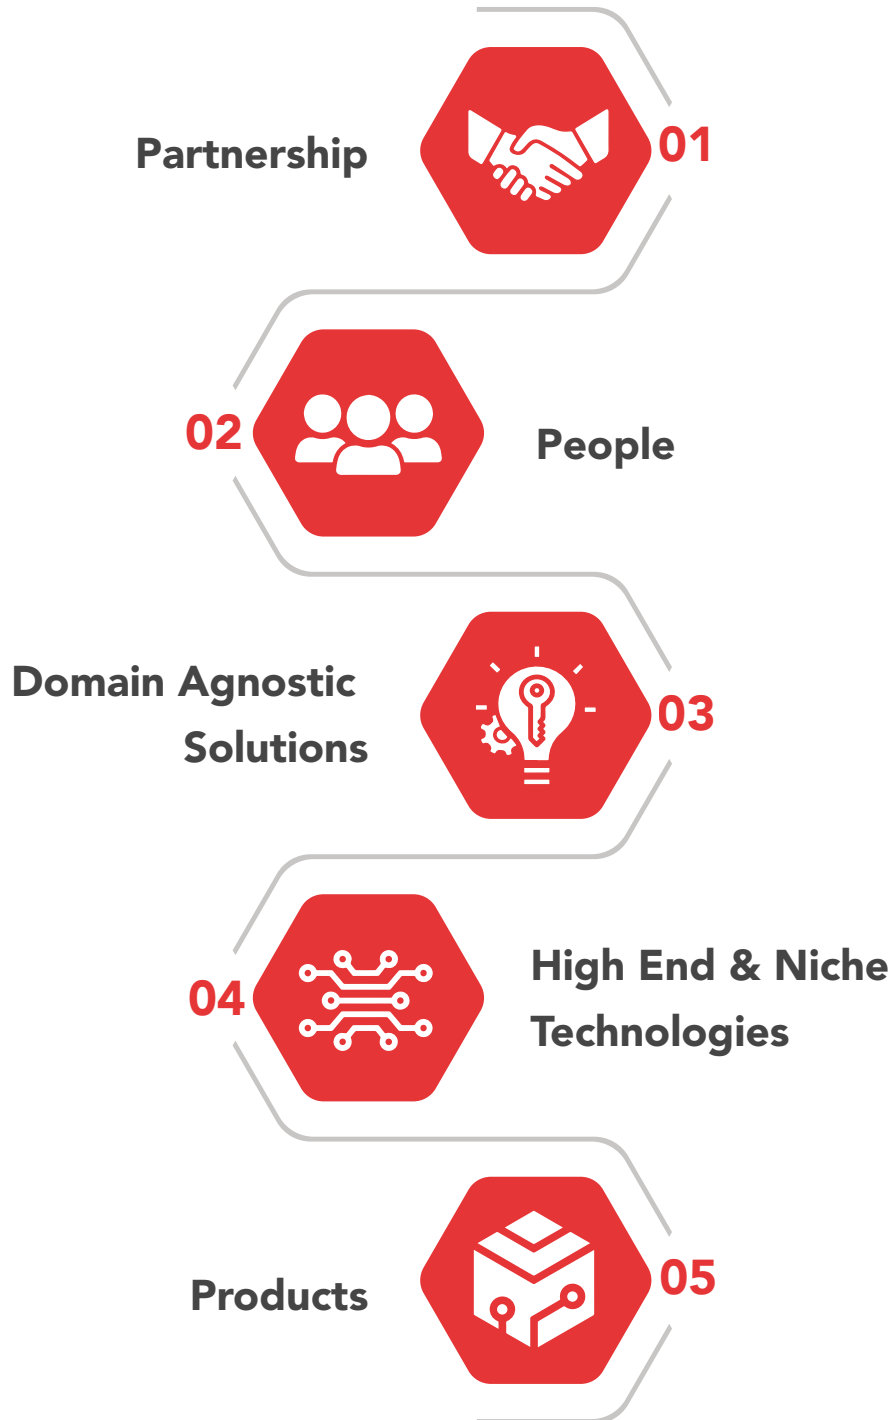 Partnership
01
02
People
Domain Agnostic
Solutions
03
04
High End & Niche
Technologies
Products
05